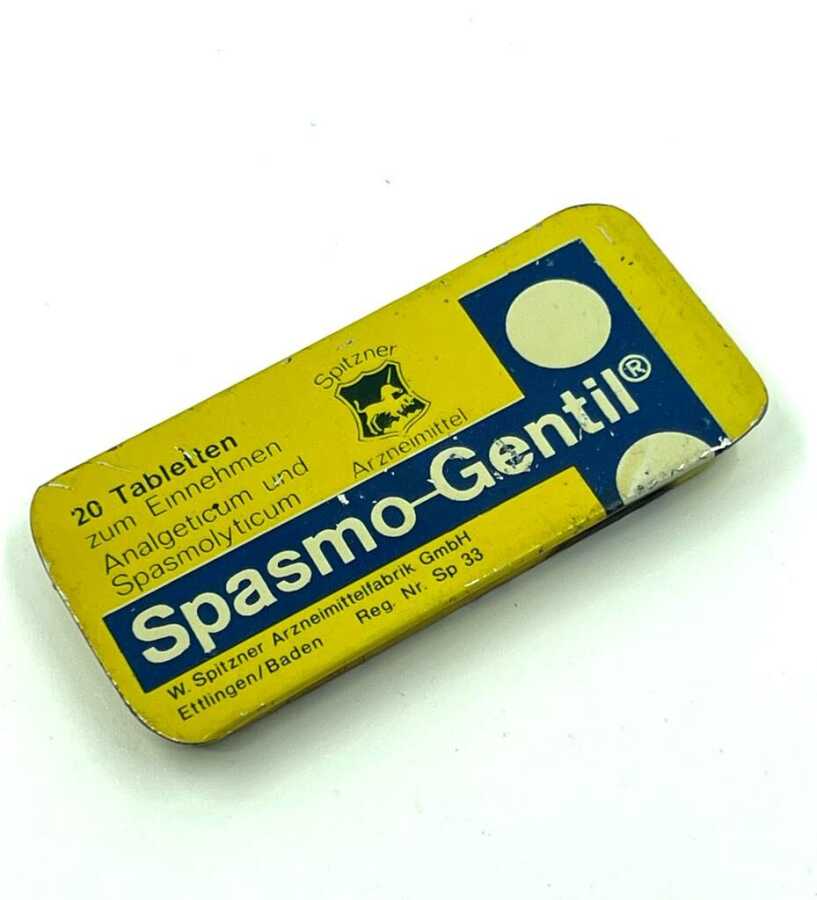 20 Tabletten
zum Einnehmen
Analgeticum und
Spasmolyticum
Spitzner
Arzneimittel
Spasmo-Gentil®
W. Spitzner Arzneimittelfabrik GmbH
Ettlingen/Baden Reg. Nr. Sp 33